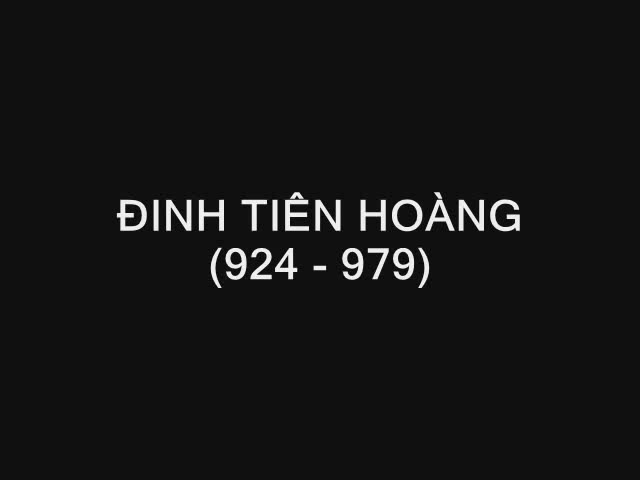 ĐINH TIÊN HOÀNG
(924 - 979)